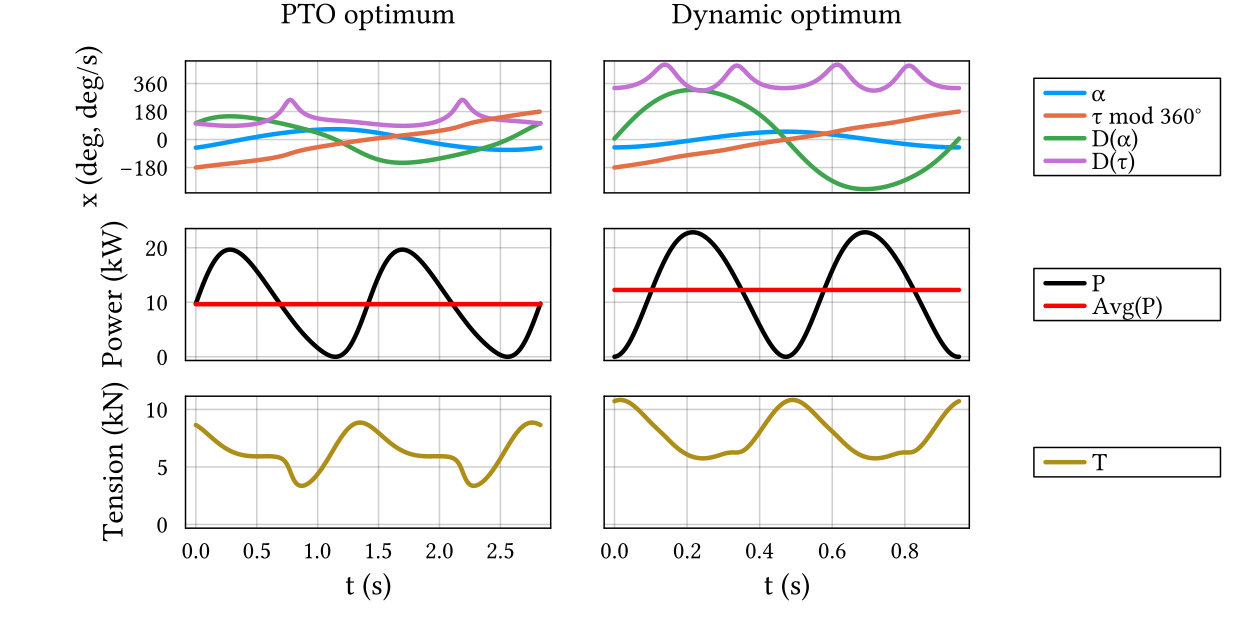 PTO optimum
Dynamic optimum
x (deg, deg/s)
360
180
0
−180
α
τ mod 360°
D(α)
D(τ)
Power (kW)
20
10
0
P
Avg(P)
Tension (kN)
10
5
0
T
0.0 0.5 1.0 1.5 2.0 2.5
0.0 0.2 0.4 0.6 0.8
t (s)
t (s)